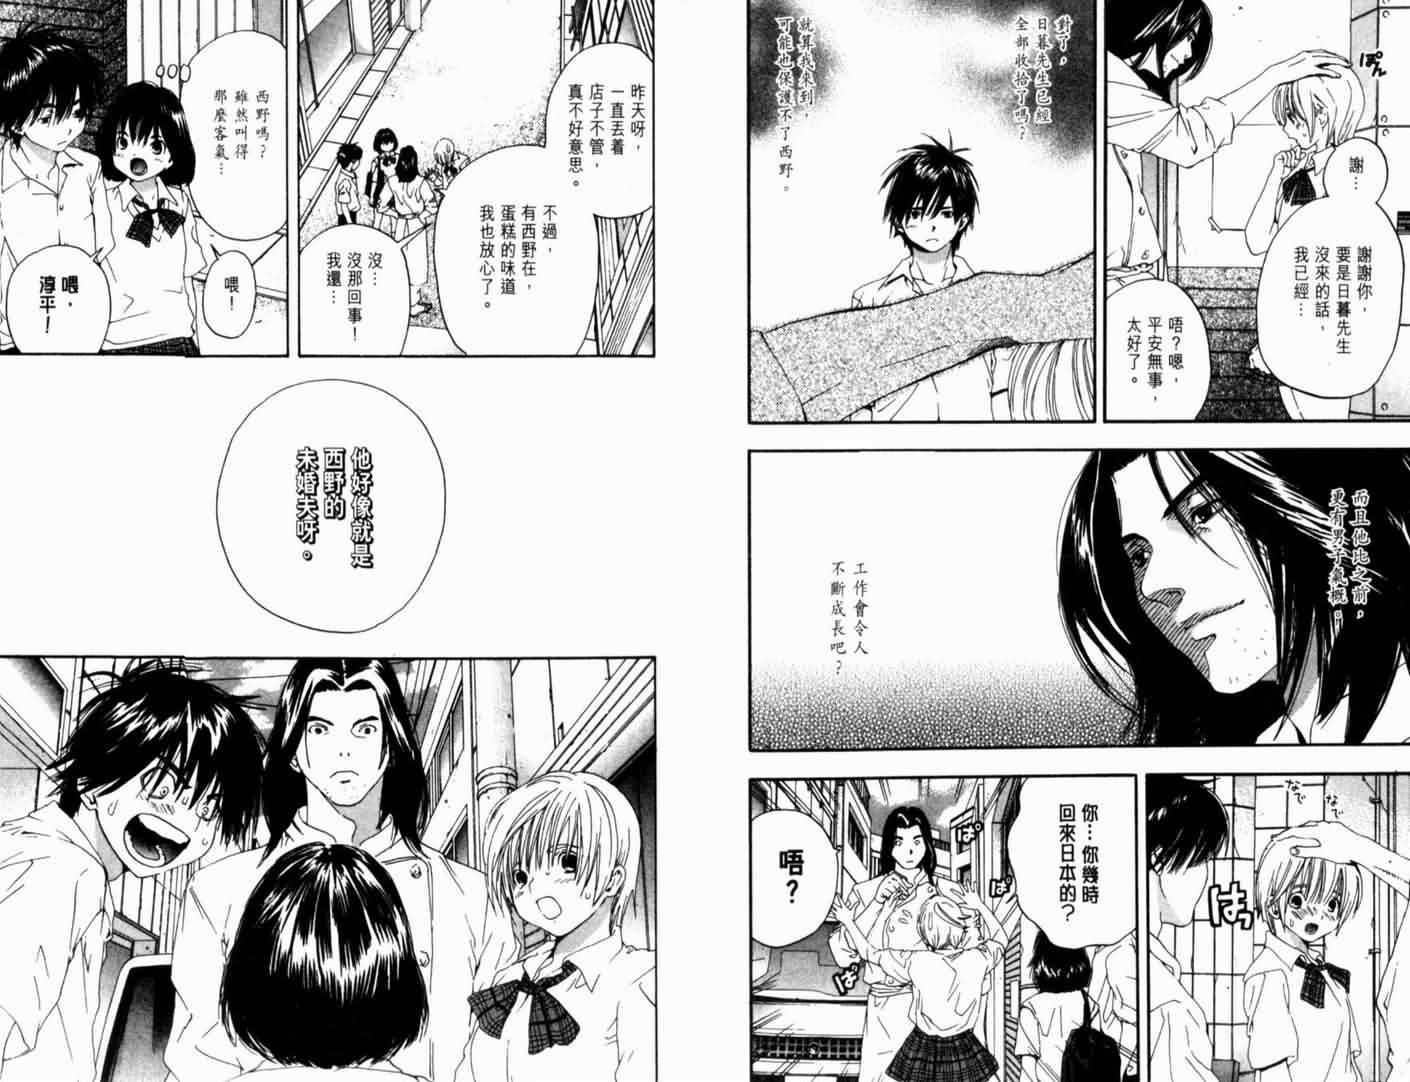 ぽん
謝…
謝謝你，
要是日暮先生
沒來的話，
我已經…
唔？嗯，
平安無事，
太好了。
對了，
日暮先生已經
全部收拾了嗎？
就算我來到，
可能也保護不了西野。
而且他比之前，
更有男子氣概。
工作會令人
不斷成長吧？
なで
なで
はっ
你…你幾時
回來日本的？
唔？
ぱ
ぱ
ぱ
昨天呀，
一直丟着
店子不管，
真不好意思。
不過，
有西野在，
蛋糕的味道
我也放心了。
沒…
沒那回事！
我還…
西野嗎？
雖然叫得
那麼客氣…
喂！
喂，
淳平！
他好像就是
西野的
未婚夫呀。